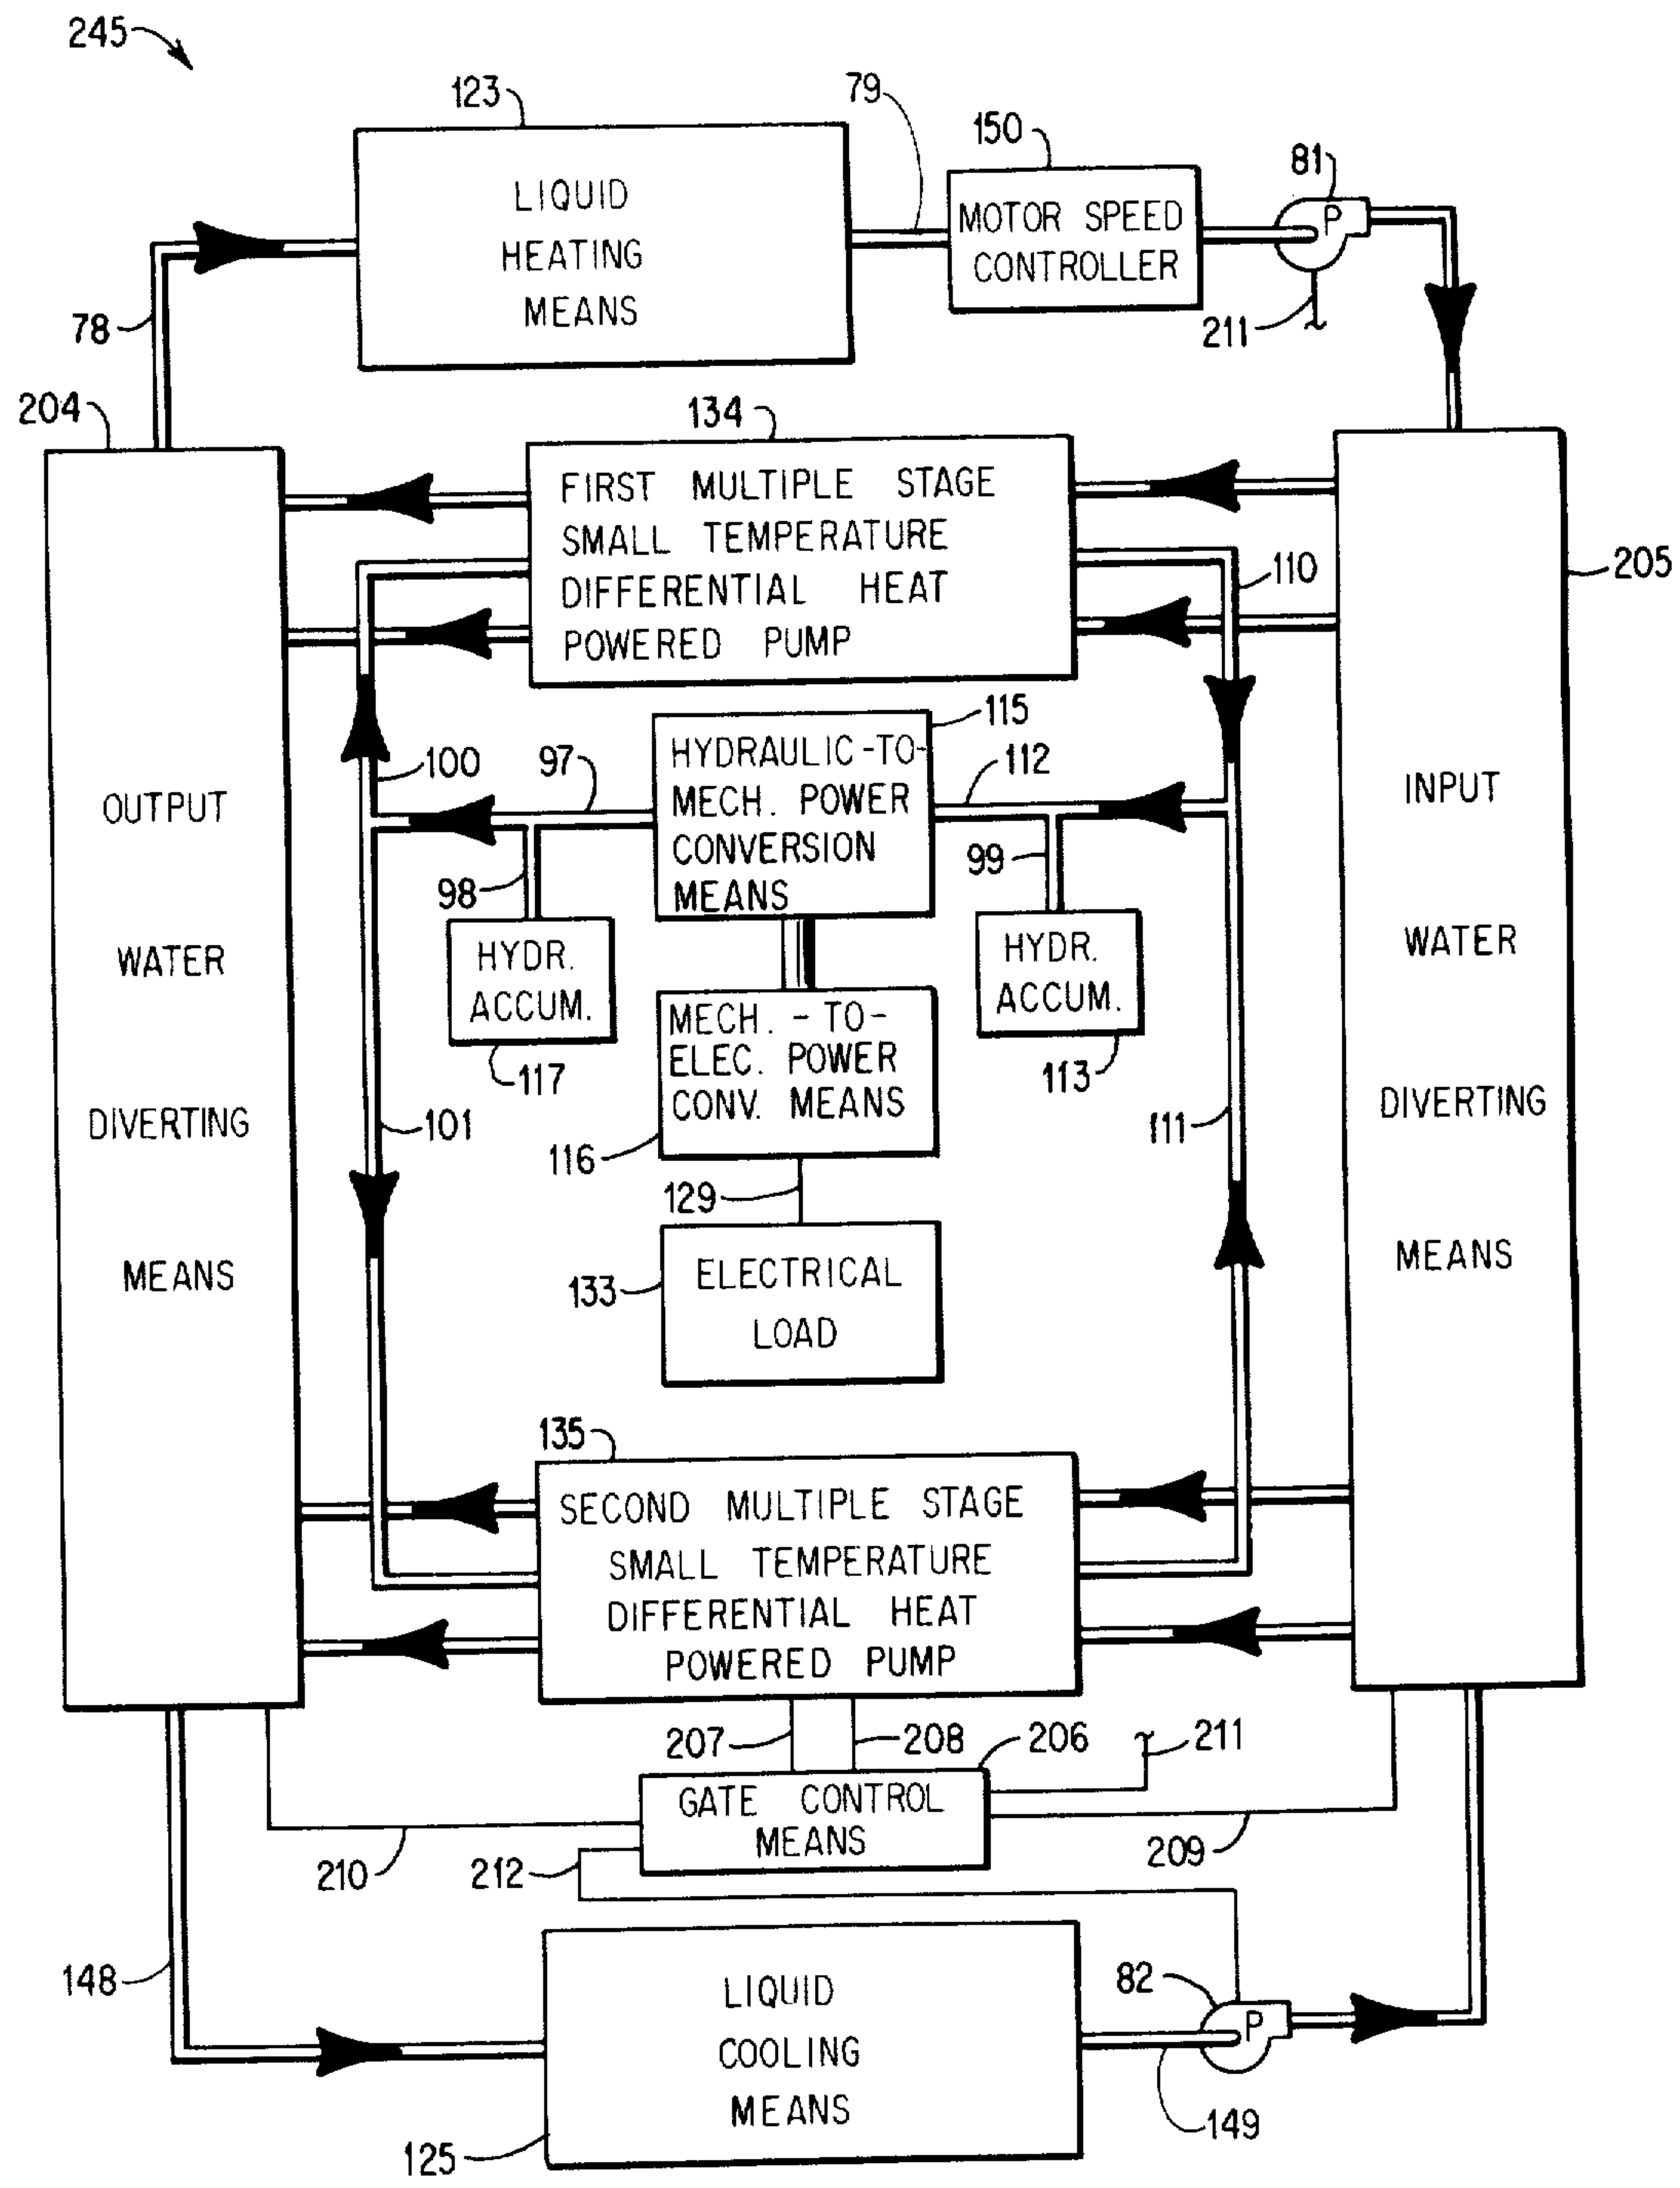 245
123
79
150
81
LIQUID
HEATING
MEANS
MOTOR SPEED
CONTROLLER
P
211
78
204
134
FIRST MULTIPLE STAGE
SMALL TEMPERATURE
DIFFERENTIAL HEAT
POWERED PUMP
110
205
115
HYDRAULIC-TO-
MECH. POWER
CONVERSION
MEANS
100
97
112
OUTPUT
WATER
DIVERTING
MEANS
INPUT
WATER
DIVERTING
MEANS
98
99
HYDR.
ACCUM.
HYDR.
ACCUM.
117
113
MECH.-TO-
ELEC. POWER
CONV. MEANS
101
111
116
129
133
ELECTRICAL
LOAD
135
SECOND MULTIPLE STAGE
SMALL TEMPERATURE
DIFFERENTIAL HEAT
POWERED PUMP
207
208
206
211
GATE CONTROL
MEANS
210
212
209
148
LIQUID
COOLING
MEANS
82
P
149
125